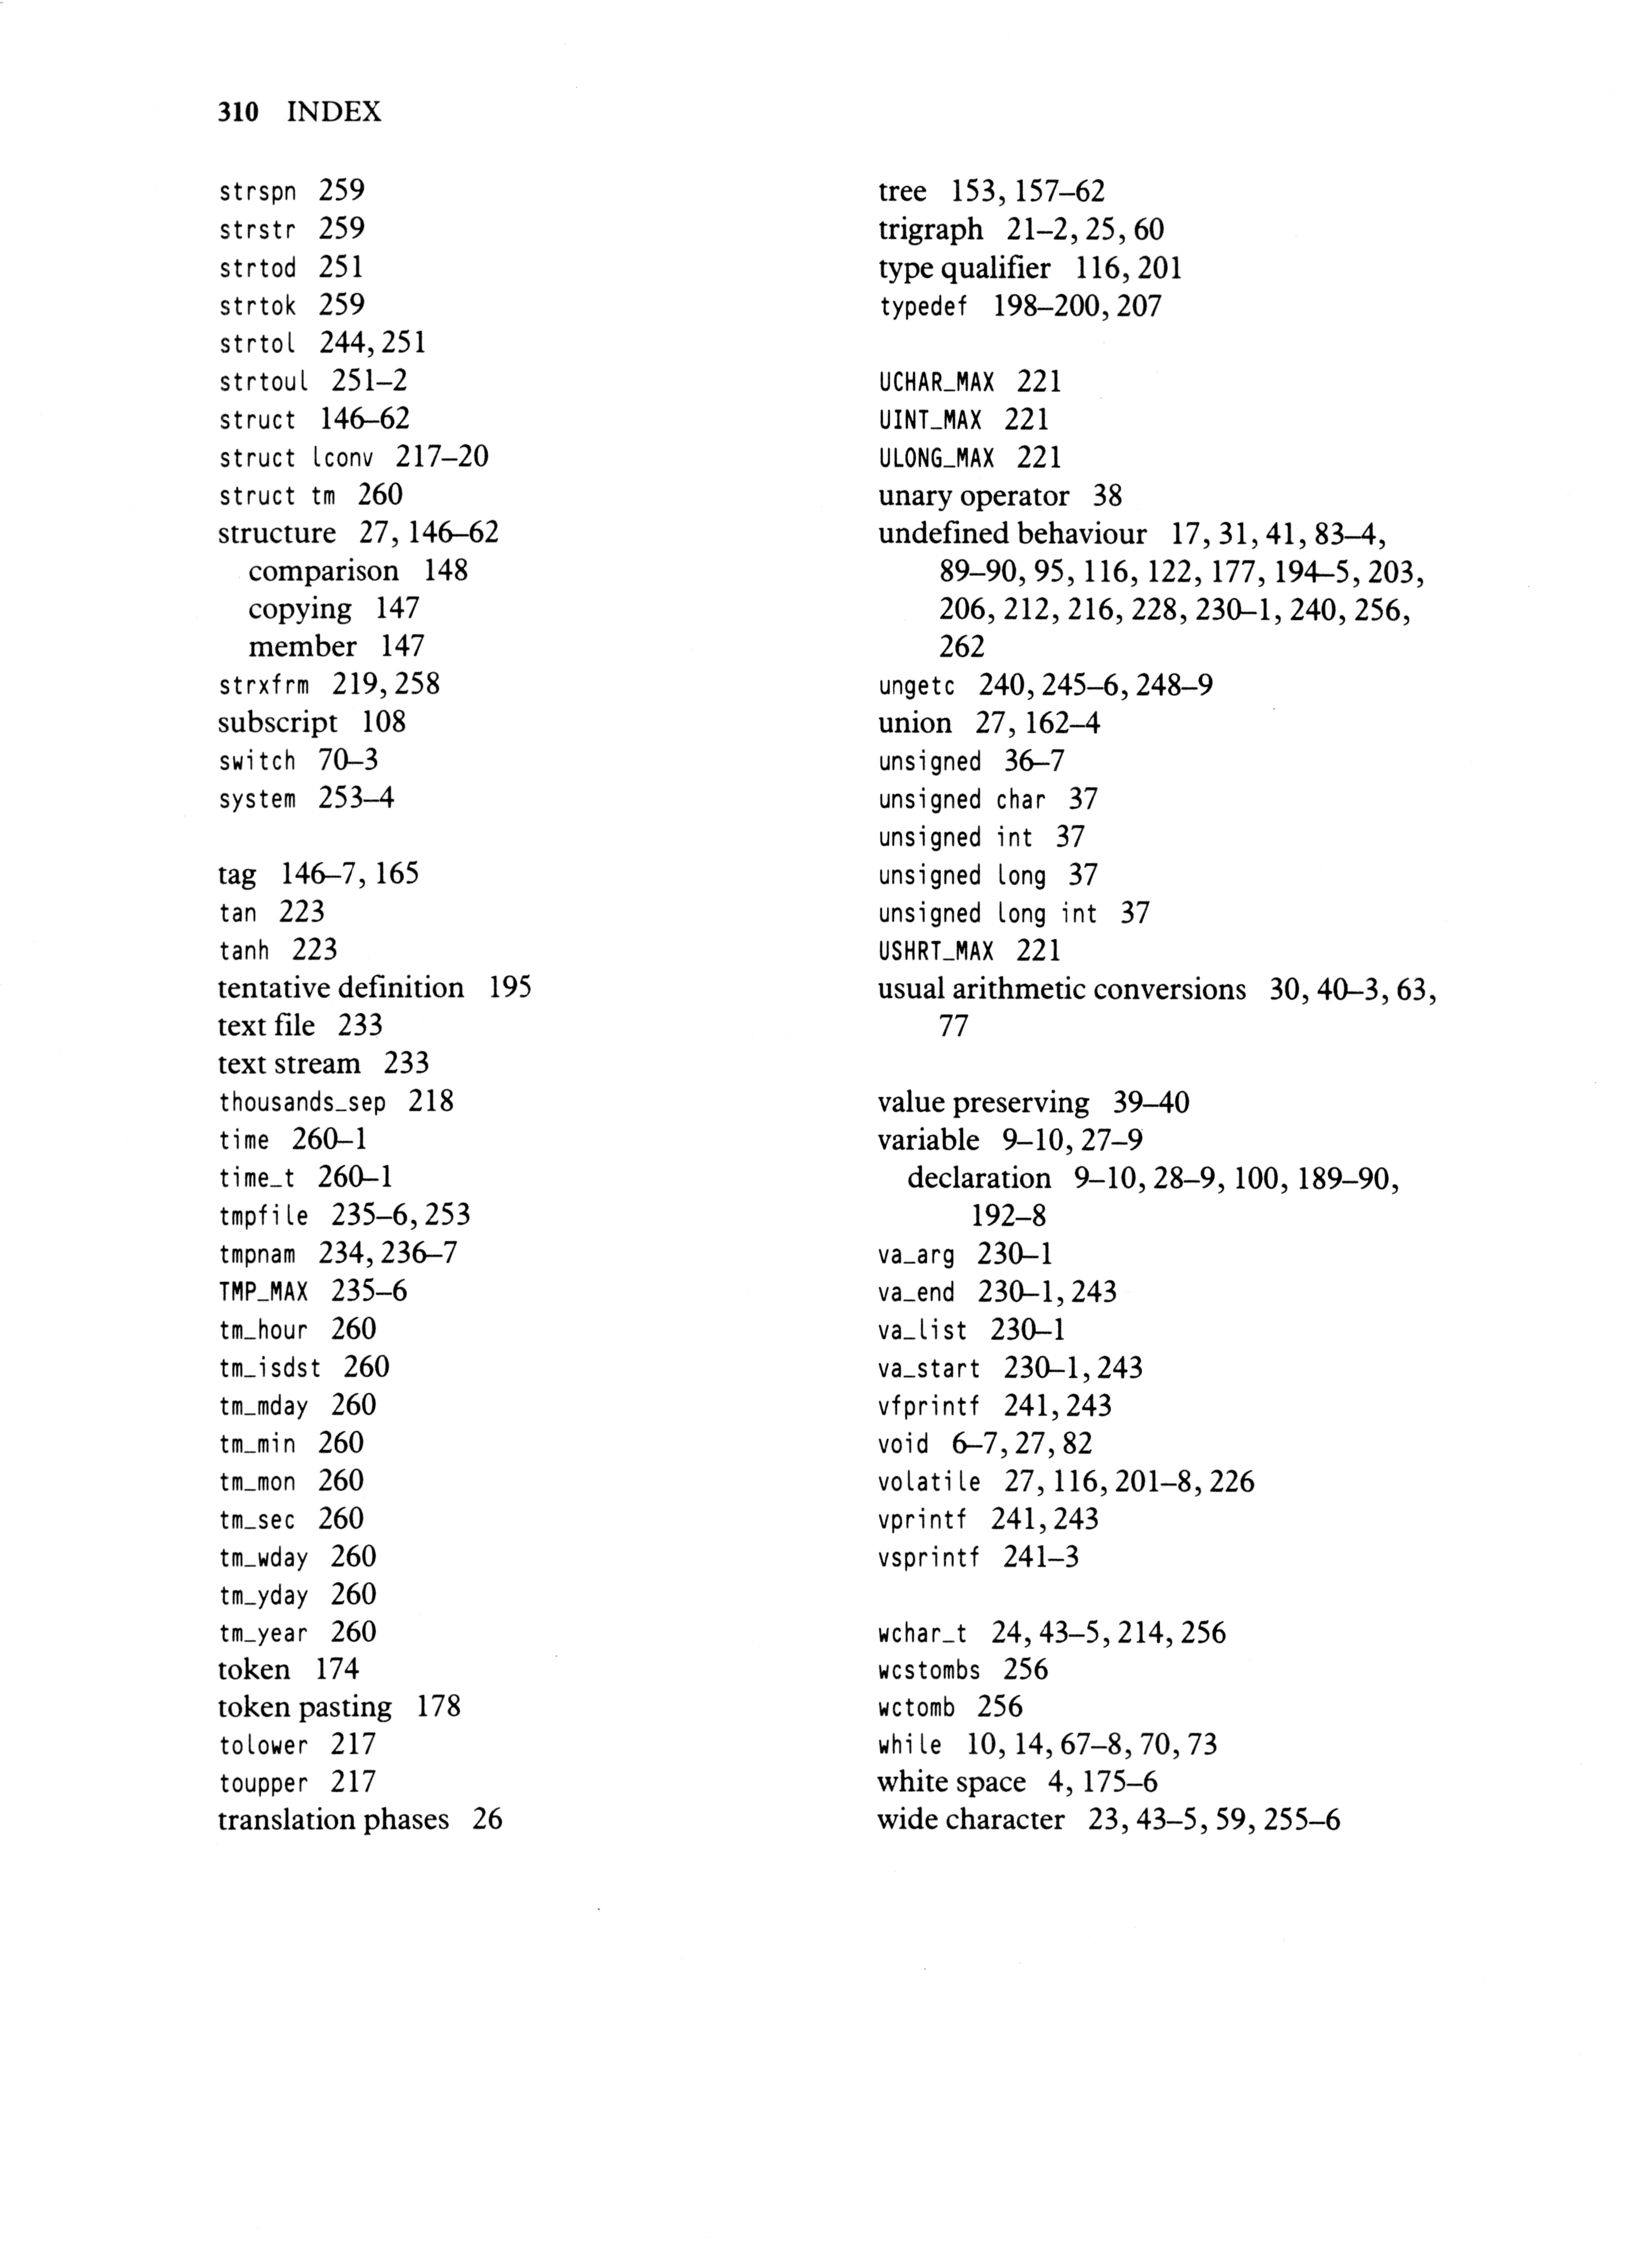 310 INDEX
strspn 259
strstr 259
strtod 251
strtok 259
strtol 244, 251
strtoul 251–2
struct 146–62
struct lconv 217–20
struct tm 260
structure 27, 146–62
comparison 148
copying 147
member 147
strxfrm 219, 258
subscript 108
switch 70–3
system 253–4
tag 146–7, 165
tan 223
tanh 223
tentative definition 195
text file 233
text stream 233
thousands_sep 218
time 260–1
time_t 260–1
tmpfile 235–6, 253
tmpnam 234, 236–7
TMP_MAX 235–6
tm_hour 260
tm_isdst 260
tm_mday 260
tm_min 260
tm_mon 260
tm_sec 260
tm_wday 260
tm_yday 260
tm_year 260
token 174
token pasting 178
tolower 217
toupper 217
translation phases 26
tree 153, 157–62
trigraph 21–2, 25, 60
type qualifier 116, 201
typedef 198–200, 207
UCHAR_MAX 221
UINT_MAX 221
ULONG_MAX 221
unary operator 38
undefined behaviour 17, 31, 41, 83–4,
89–90, 95, 116, 122, 177, 194–5, 203,
206, 212, 216, 228, 230–1, 240, 256,
262
ungetc 240, 245–6, 248–9
union 27, 162–4
unsigned 36–7
unsigned char 37
unsigned int 37
unsigned long 37
unsigned long int 37
USHRT_MAX 221
usual arithmetic conversions 30, 40–3, 63,
77
value preserving 39–40
variable 9–10, 27–9
declaration 9–10, 28–9, 100, 189–90,
192–8
va_arg 230–1
va_end 230–1, 243
va_list 230–1
va_start 230–1, 243
vfprintf 241, 243
void 6–7, 27, 82
volatile 27, 116, 201–8, 226
vprintf 241, 243
vsprintf 241–3
wchar_t 24, 43–5, 214, 256
wcstombs 256
wctomb 256
while 10, 14, 67–8, 70, 73
white space 4, 175–6
wide character 23, 43–5, 59, 255–6